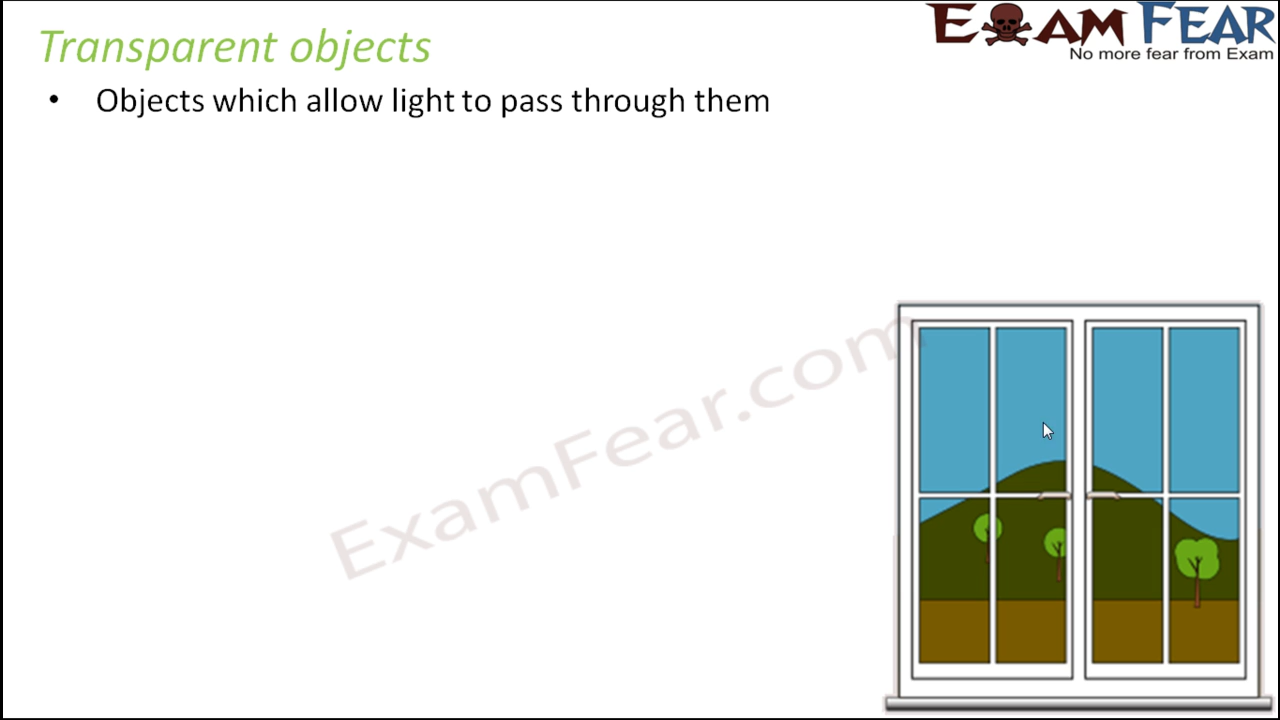 Transparent objects
EXAM FEAR
No more fear from Exam
• Objects which allow light to pass through them
ExamFear.com